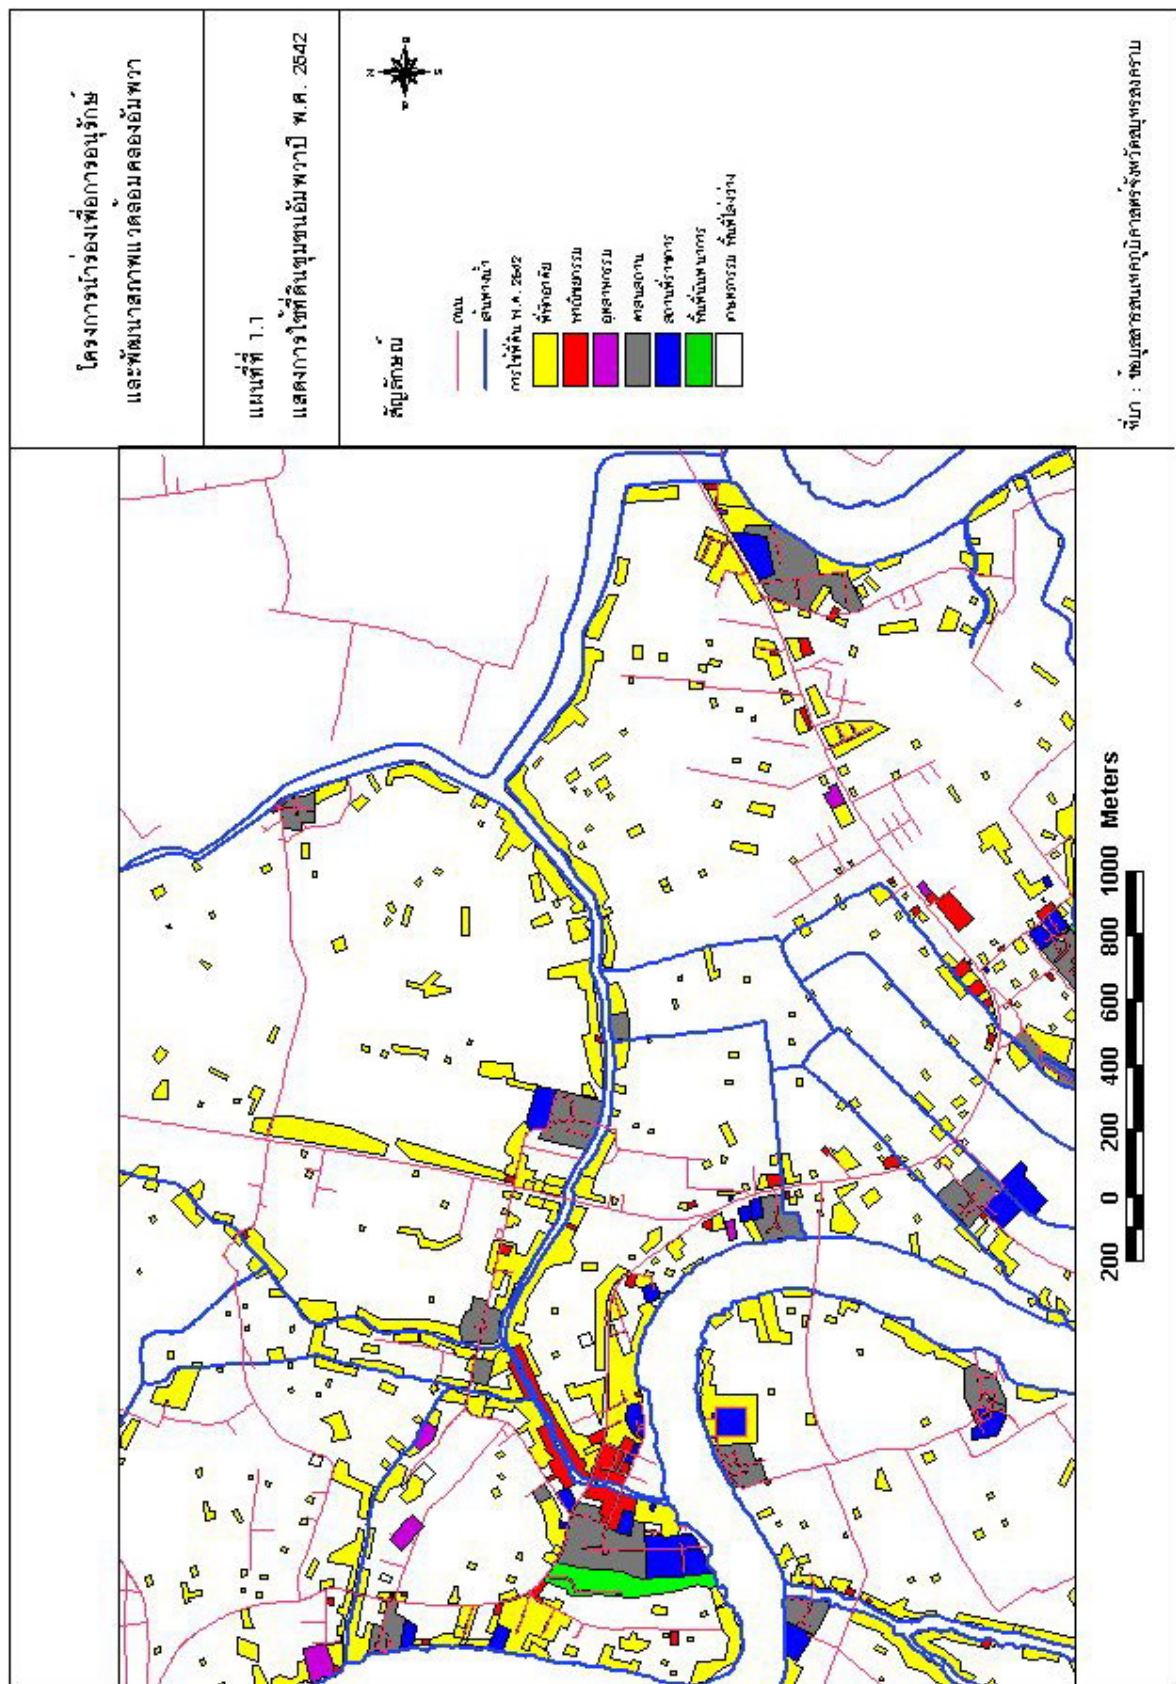 โครงการนำร่องเพื่อการอนุรักษ์
และพัฒนาสภาพแวดล้อมคลองอัมพวา
แผนที่ที่ 1.1
แสดงการใช้ที่ดินชุมชนอัมพวาปี พ.ศ. 2542
N
S
สัญลักษณ์
ถนน
เส้นทางน้ำ
การใช้ที่ดิน พ.ศ. 2542
ที่พักอาศัย
พาณิชยกรรม
อุตสาหกรรม
ศาสนสถาน
สถานที่ราชการ
พื้นที่นันทนาการ
เกษตรกรรม พื้นที่โล่งว่าง
ที่มา : ข้อมูลสารสนเทศภูมิศาสตร์จังหวัดสมุทรสงคราม
200 0 200 400 600 800 1000 Meters